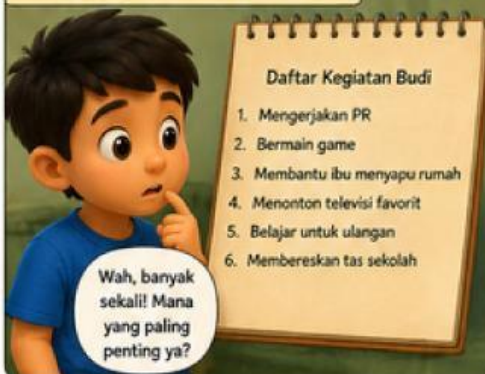 Daftar Kegiatan Budi
1. Mengerjakan PR
2. Bermain game
3. Membantu ibu menyapu rumah
4. Menonton televisi favorit
5. Belajar untuk ulangan
6. Membereskan tas sekolah
Wah, banyak
sekali! Mana
yang paling
penting ya?